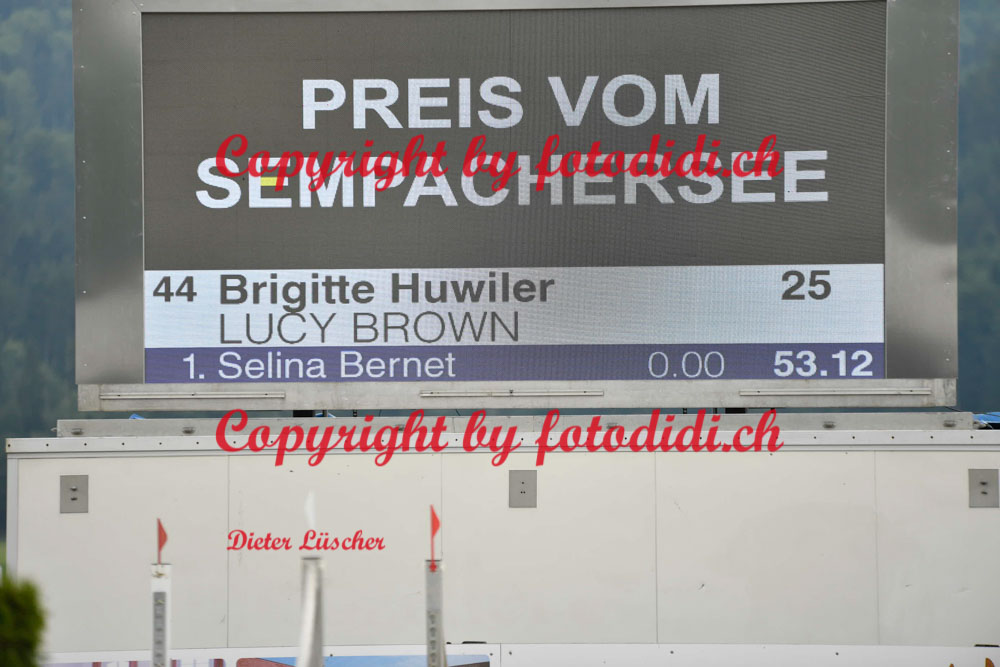 PREIS VOM
Copyright by fotodidi.ch
SEMPACHERSEE
44 Brigitte Huwiler 25
LUCY BROWN
1. Selina Bernet 0.00 53.12
Copyright by fotodidi.ch
Dieter Lüscher